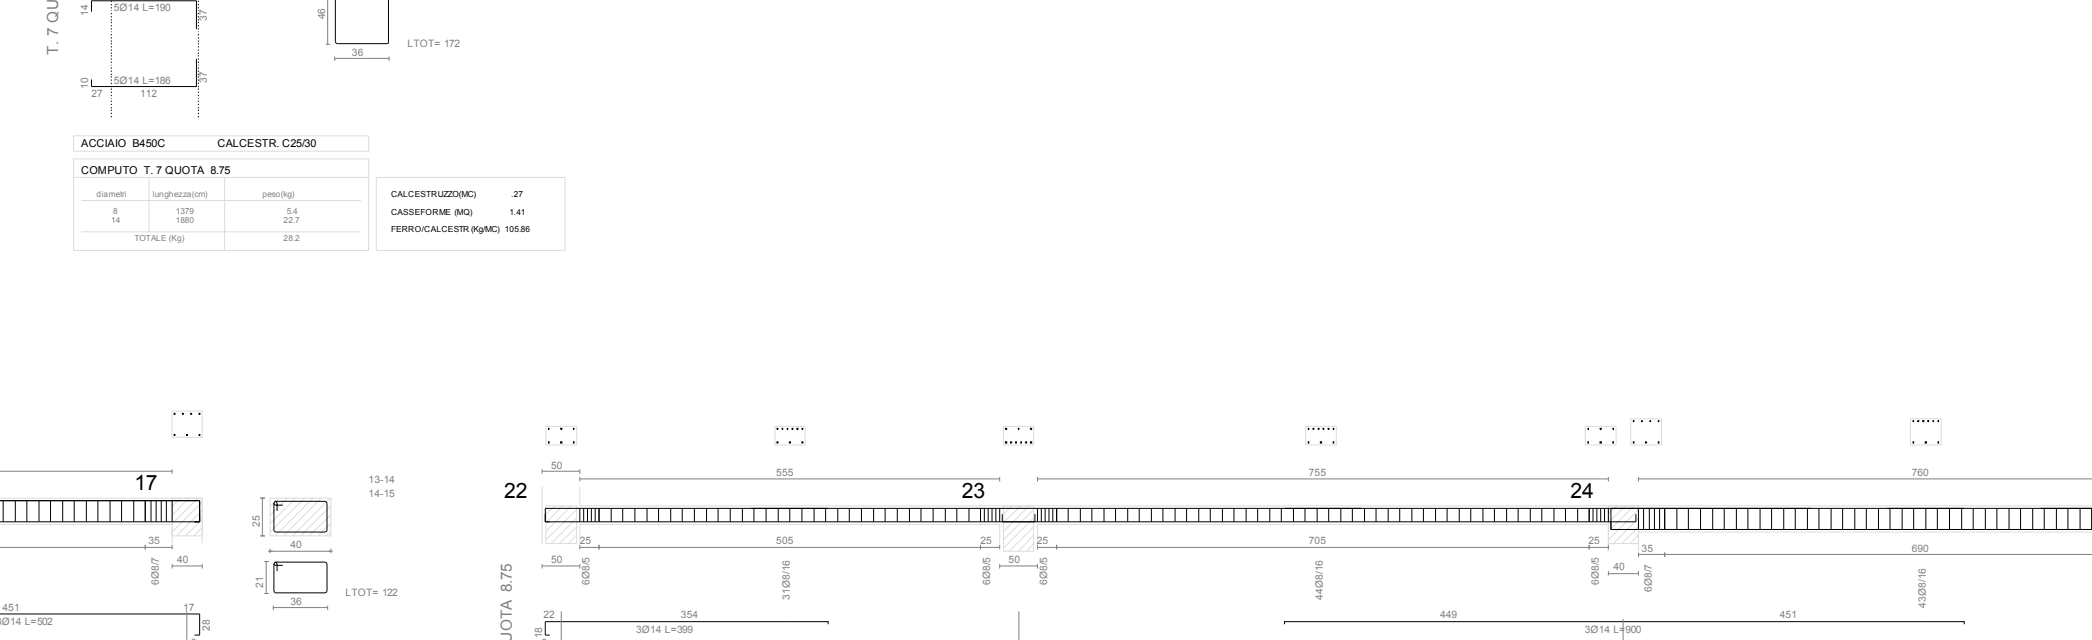 T. 7 QU
14
5Ø14 L=190
37
46
36
LTOT= 172
10
5Ø14 L=186
37
27
112
ACCIAIO B450C CALCESTR. C25/30
COMPUTO T. 7 QUOTA 8.75
diametri lunghezza(cm) peso(kg)
8 1379 5.4
14 1880 22.7
TOTALE (Kg) 28.2
CALCESTRUZZO(MC) .27
CASSEFORME (MQ) 1.41
FERRO/CALCESTR (Kg/MC) 105.86
17
13-14
14-15
25
40
35
6Ø8/7
40
21
36
LTOT= 122
451
17
3Ø14 L=502
28
50
555
755
760
22
23
24
25
505
25
25
705
25
35
690
50
6Ø8/5
31Ø8/16
6Ø8/5
50
6Ø8/5
44Ø8/16
6Ø8/5
40
6Ø8/7
43Ø8/16
UOTA 8.75
22
354
449
451
18
3Ø14 L=399
3Ø14 L=900